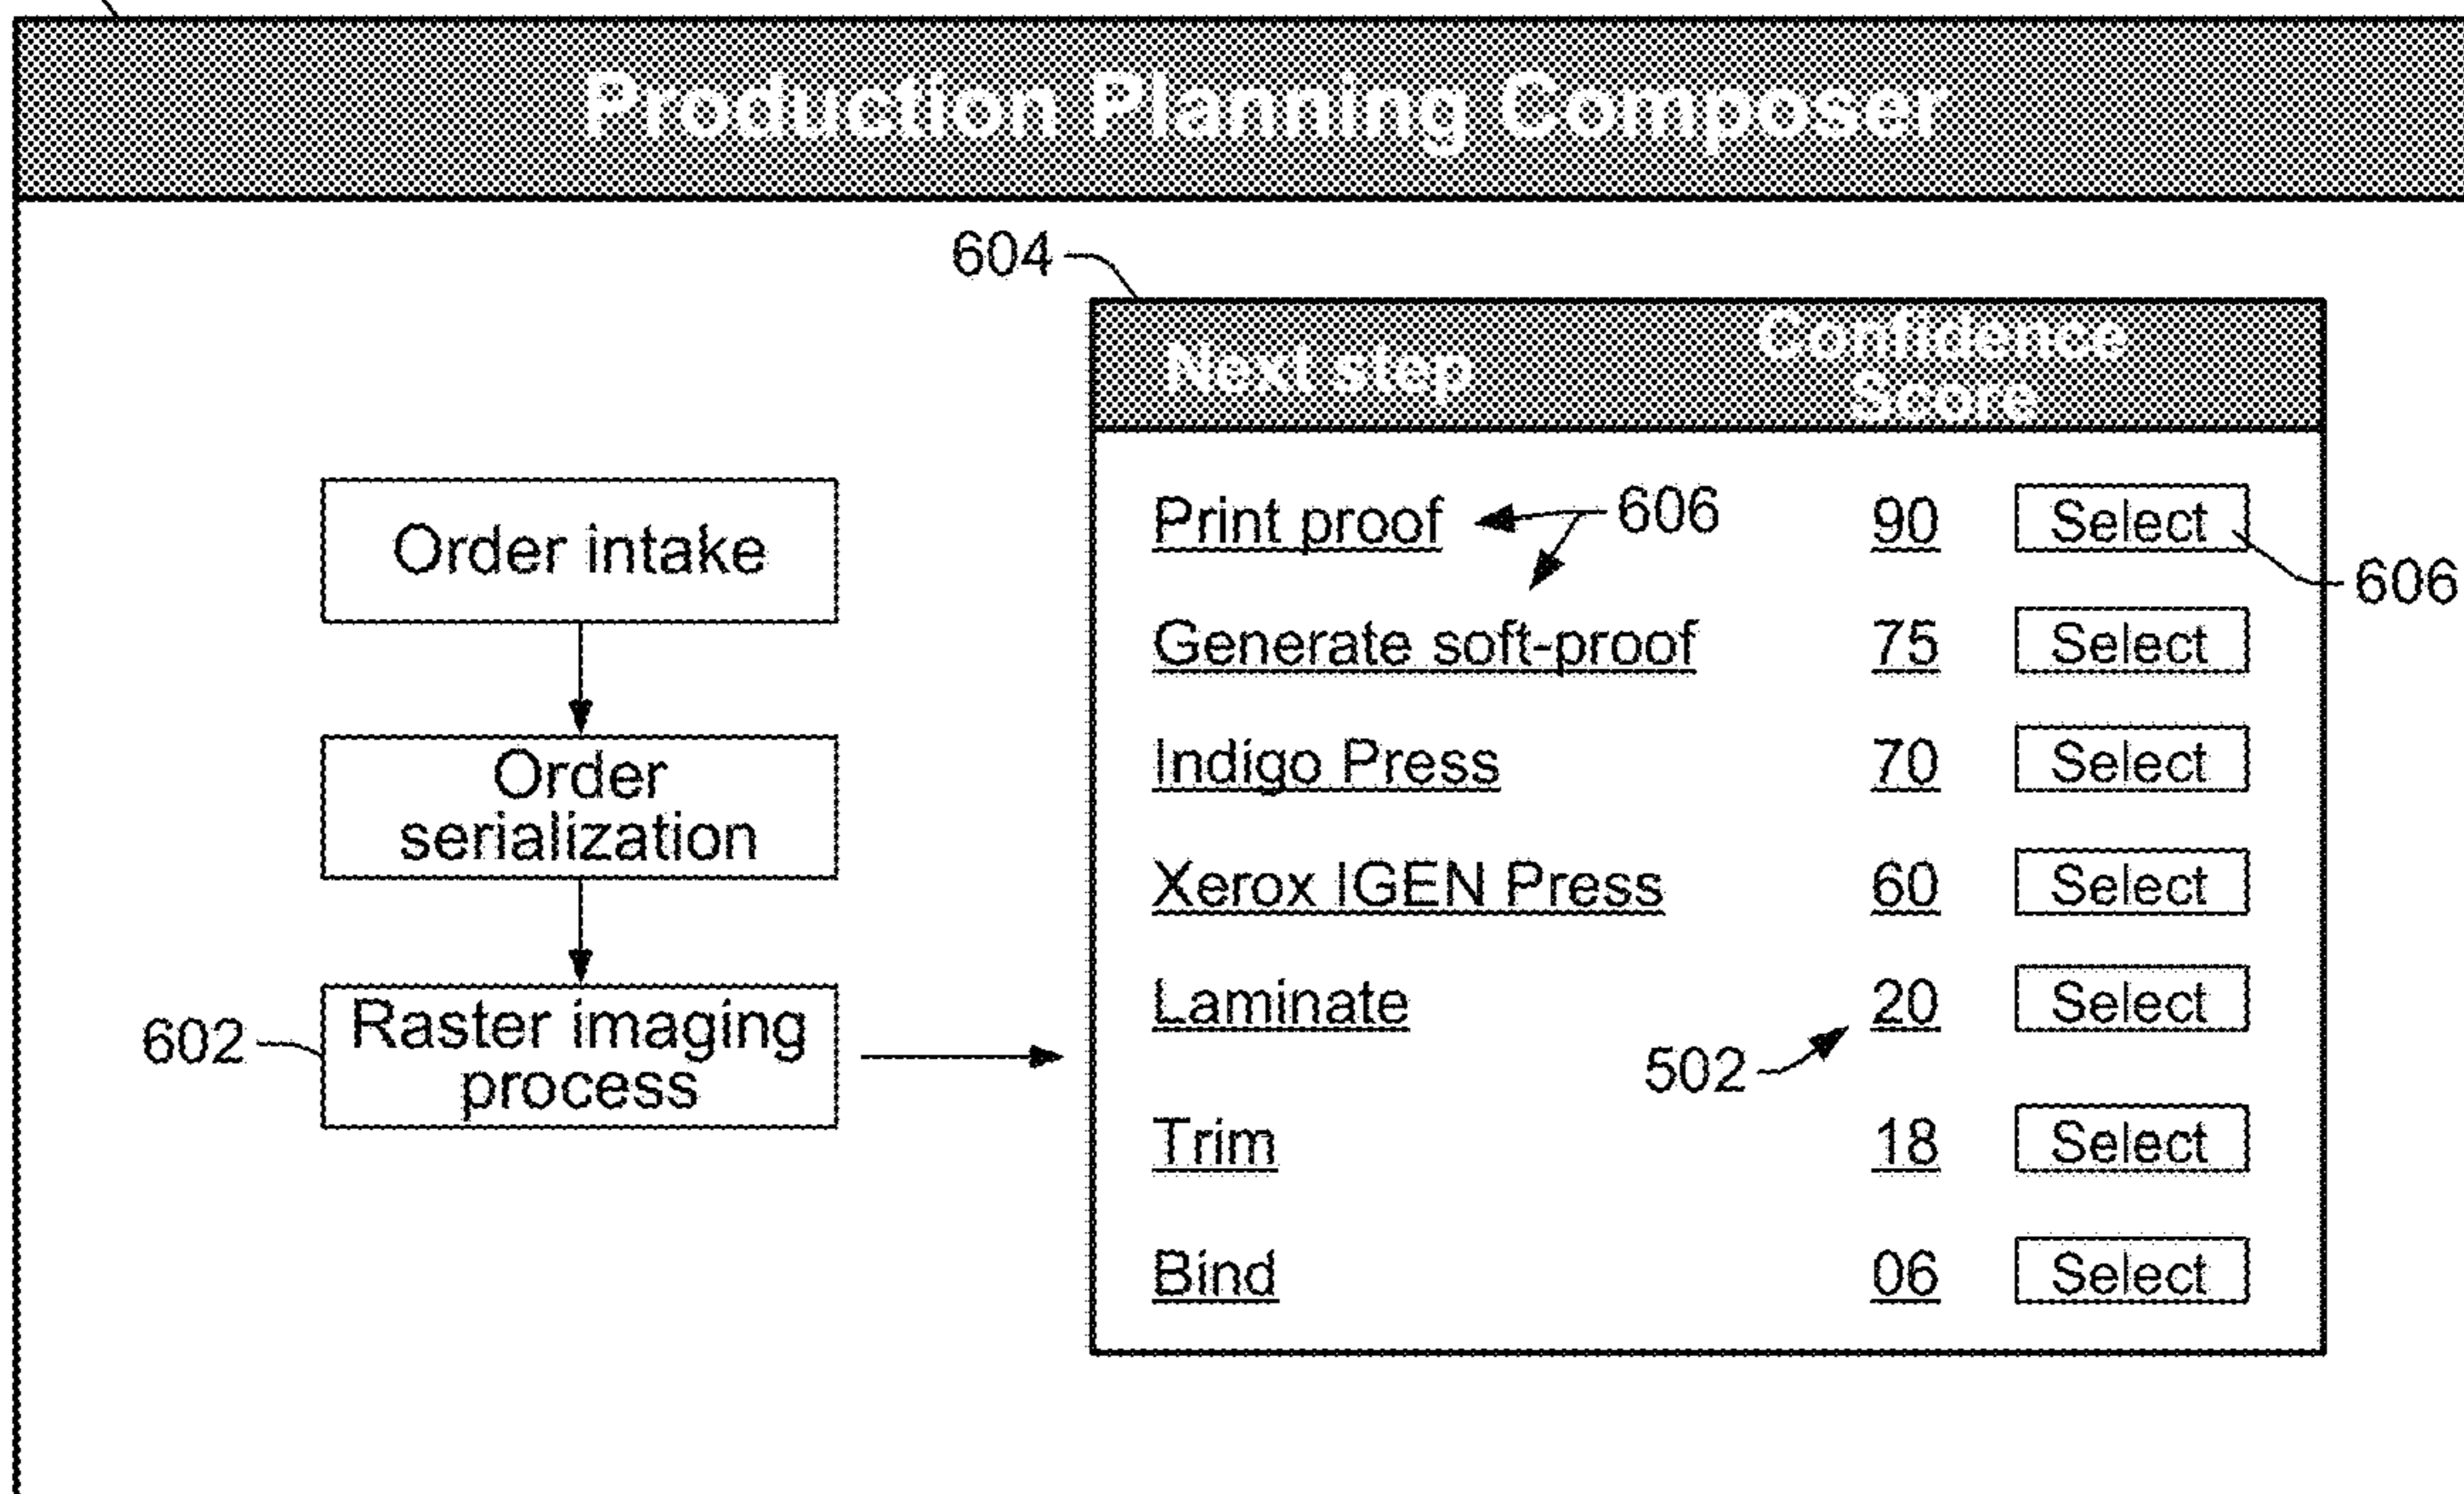 Production Planning Composer
604
Next step
Confidence
Score
Order intake
Order
serialization
602
Raster imaging
process
Print proof
606
90
Select
606
Generate soft-proof
75
Select
Indigo Press
70
Select
Xerox IGEN Press
60
Select
Laminate
20
Select
502
Trim
18
Select
Bind
06
Select